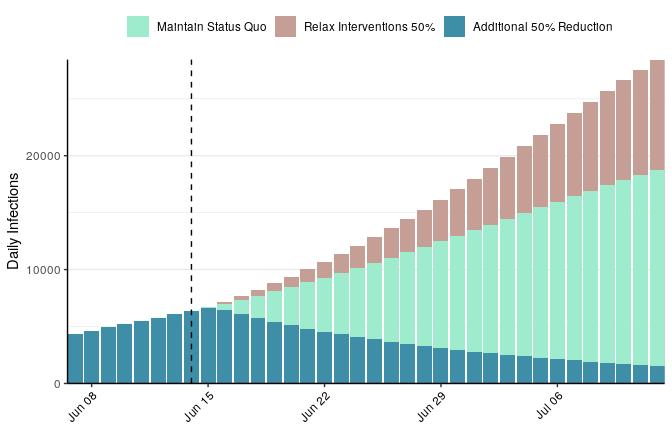 Maintain Status Quo Relax Interventions 50% Additional 50% Reduction
Daily Infections
20000
10000
0
Jun 08 Jun 15 Jun 22 Jun 29 Jul 06